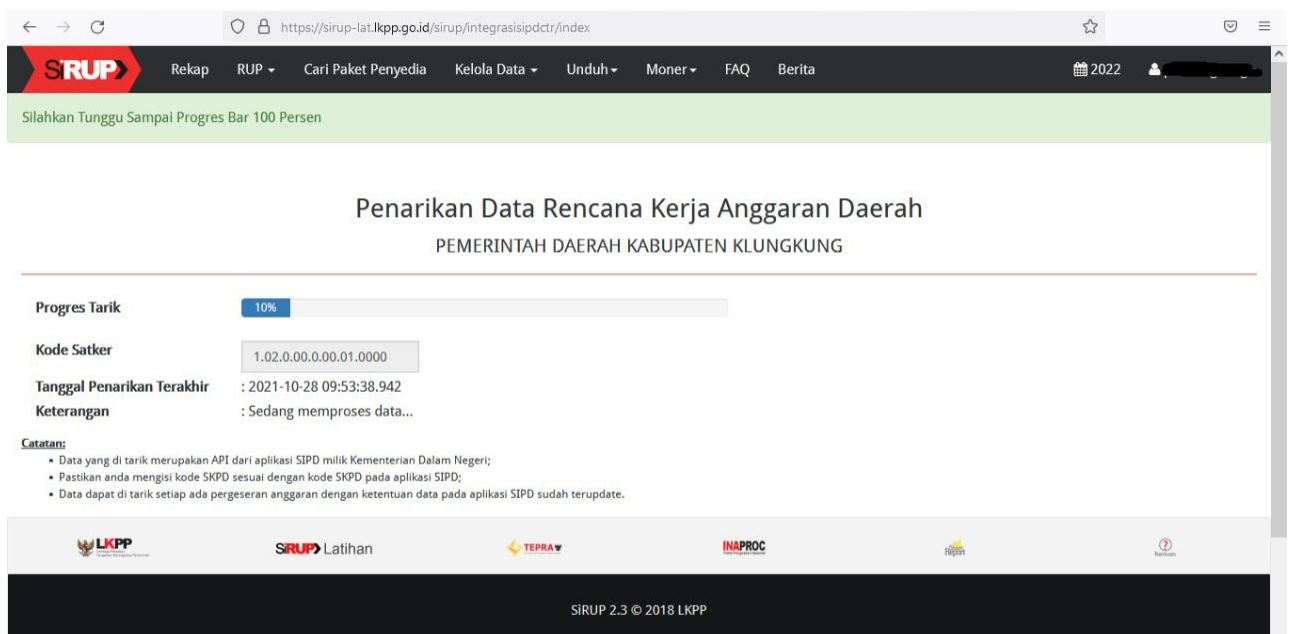 https://sirup-lat.lkpp.go.id/sirup/integrasisipdctr/index
SiRUP Rekap RUP Cari Paket Penyedia Kelola Data Unduh Moner FAQ Berita 2022
Silahkan Tunggu Sampai Progres Bar 100 Persen
Penarikan Data Rencana Kerja Anggaran Daerah
PEMERINTAH DAERAH KABUPATEN KLUNGKUNG
Progres Tarik 10%
Kode Satker 1.02.0.00.0.00.01.0000
Tanggal Penarikan Terakhir : 2021-10-28 09:53:38.942
Keterangan : Sedang memproses data...
Catatan:
• Data yang di tarik merupakan API dari aplikasi SIPD milik Kementerian Dalam Negeri;
• Pastikan anda mengisi kode SKPD sesuai dengan kode SKPD pada aplikasi SIPD;
• Data dapat di tarik setiap ada pergeseran anggaran dengan ketentuan data pada aplikasi SIPD sudah terupdate.
LKPP SiRUP Latihan TEPRA INAPROC Report Bantuan
SiRUP 2.3 © 2018 LKPP